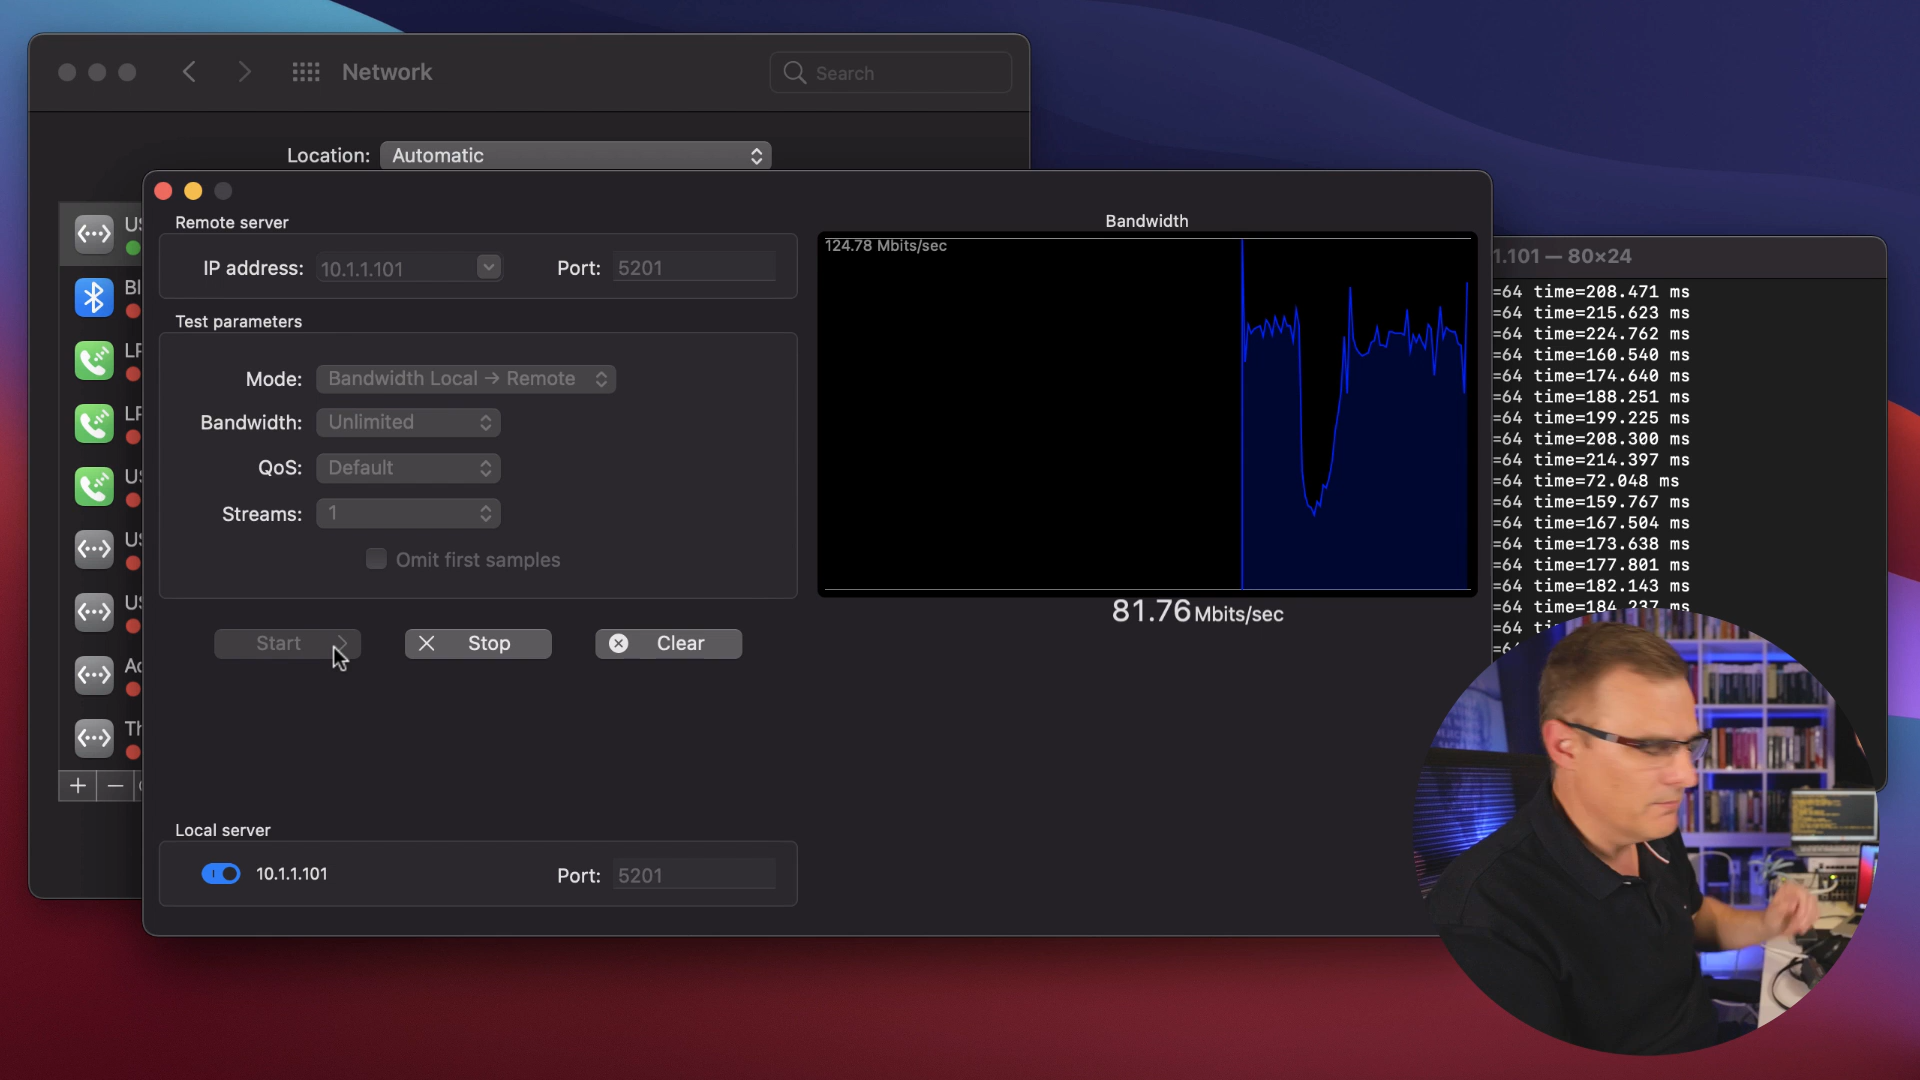 Network
Search
Location:
Automatic
Remote server
IP address:
10.1.1.101
Port:
5201
Test parameters
Mode:
Bandwidth Local → Remote
Bandwidth:
Unlimited
QoS:
Default
Streams:
1
Omit first samples
Start
Stop
Clear
Local server
10.1.1.101
Port:
5201
Bandwidth
124.78 Mbits/sec
81.76 Mbits/sec
1.101 — 80×24
=64 time=208.471 ms
=64 time=215.623 ms
=64 time=224.762 ms
=64 time=160.540 ms
=64 time=174.640 ms
=64 time=188.251 ms
=64 time=199.225 ms
=64 time=208.300 ms
=64 time=214.397 ms
=64 time=72.048 ms
=64 time=159.767 ms
=64 time=167.504 ms
=64 time=173.638 ms
=64 time=177.801 ms
=64 time=182.143 ms
=64 time=184.237 ms
=64